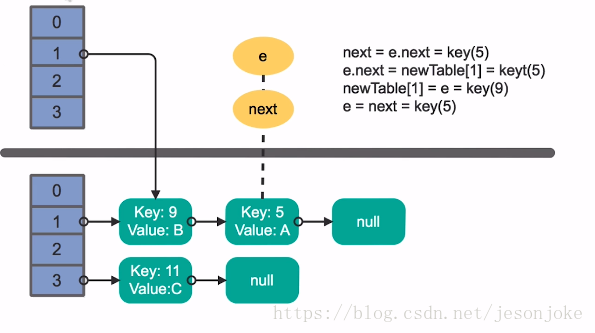 0
1
2
3
e
next
next = e.next = key(5)
e.next = newTable[1] = keyt(5)
newTable[1] = e = key(9)
e = next = key(5)
0
1
2
3
Key: 9
Value: B
Key: 5
Value: A
null
Key: 11
Value:C
null
https://blog.csdn.net/jesonjoke